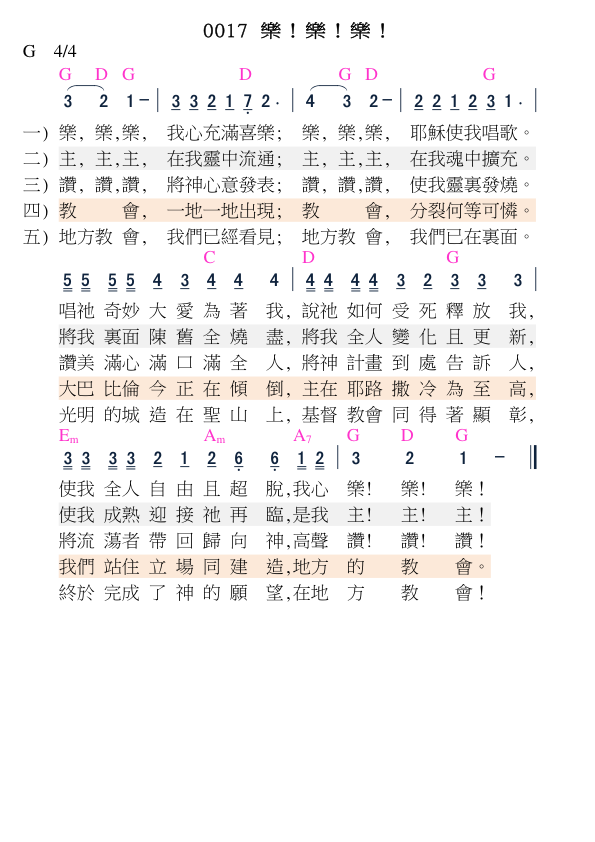 0017 樂！樂！樂！
G 4/4
G D G D G D G
3 2 1 – | 3 3 2 1 7 2 · | 4 3 2 – | 2 2 1 2 3 1 · |
一) 樂, 樂,樂, 我心充滿喜樂; 樂, 樂,樂, 耶穌使我唱歌。
二) 主, 主,主, 在我靈中流通; 主, 主,主, 在我魂中擴充。
三) 讚, 讚,讚, 將神心意發表; 讚, 讚,讚, 使我靈裏發燒。
四) 教 會, 一地一地出現; 教 會, 分裂何等可憐。
五) 地方教 會, 我們已經看見; 地方教 會, 我們已在裏面。
C D G
5 5 5 5 4 3 4 4 4 | 4 4 4 4 3 2 3 3 3 |
唱祂 奇妙 大 愛 為 著 我, 說祂 如何 受 死 釋 放 我,
將我 裏面 陳 舊 全 燒 盡, 將我 全人 變 化 且 更 新,
讚美 滿心 滿 口 滿 全 人, 將神 計畫 到 處 告 訴 人,
大巴 比倫 今 正 在 傾 倒, 主在 耶路 撒 冷 為 至 高,
光明 的城 造 在 聖 山 上, 基督 教會 同 得 著 顯 彰,
Em Am A7 G D G
3 3 3 3 2 1 2 6 6 1 2 | 3 2 1 –
使我 全人 自 由 且 超 脫,我心 樂! 樂! 樂!
使我 成熟 迎 接 祂 再 臨,是我 主! 主! 主!
將流 蕩者 帶 回 歸 向 神,高聲 讚! 讚! 讚!
我們 站住 立 場 同 建 造,地方 的 教 會。
終於 完成 了 神 的 願 望,在地 方 教 會!